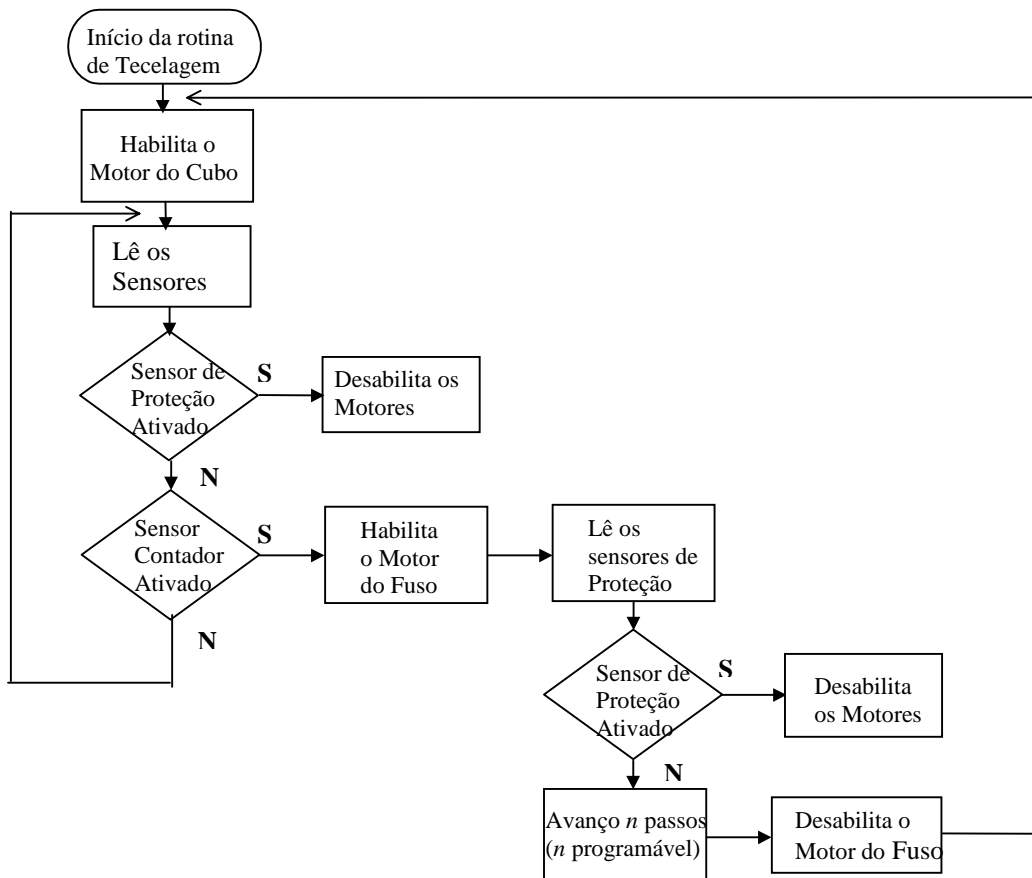 Início da rotina
de Tecelagem
Habilita o
Motor do Cubo
Lê os
Sensores
Sensor de
Proteção
Ativado
S
Desabilita os
Motores
N
Sensor
Contador
Ativado
S
Habilita
o Motor
do Fuso
Lê os
sensores de
Proteção
N
Sensor de
Proteção
Ativado
S
Desabilita
os Motores
N
Avanço n passos
(n programável)
Desabilita o
Motor do Fuso